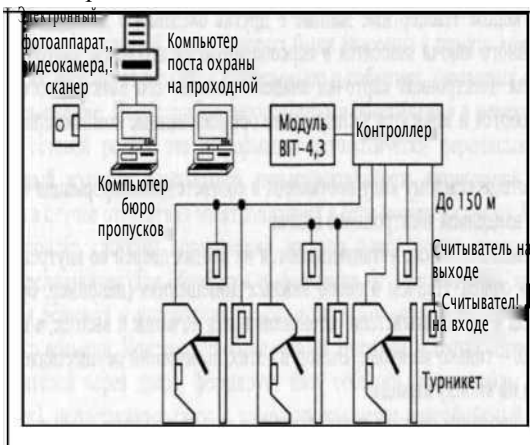 Электронный
фотоаппарат,,
видеокамера,!
сканер
Компьютер
поста охраны
на проходной
Компьютер
бюро
пропусков
Модуль
BIT-4,3
Контроллер
До 150 м
Считыватель на
выходе
Считывател!
на входе
Турникет